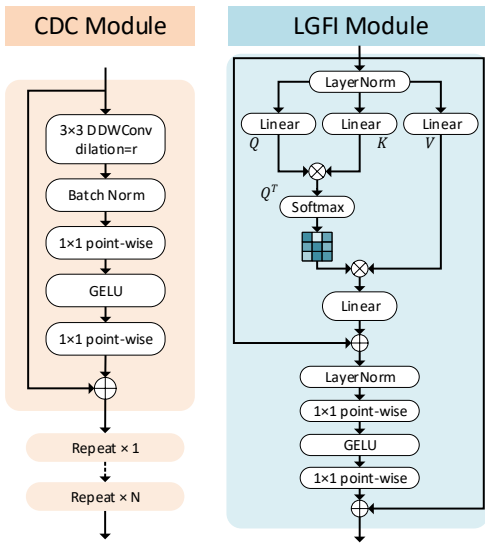 CDC Module
3×3 DDWConv
dilation=r
Batch Norm
1×1 point-wise
GELU
1×1 point-wise
Repeat × 1
Repeat × N
LGFI Module
LayerNorm
Linear
Linear
Linear
Q
K
V
Q^T
Softmax
Linear
LayerNorm
1×1 point-wise
GELU
1×1 point-wise